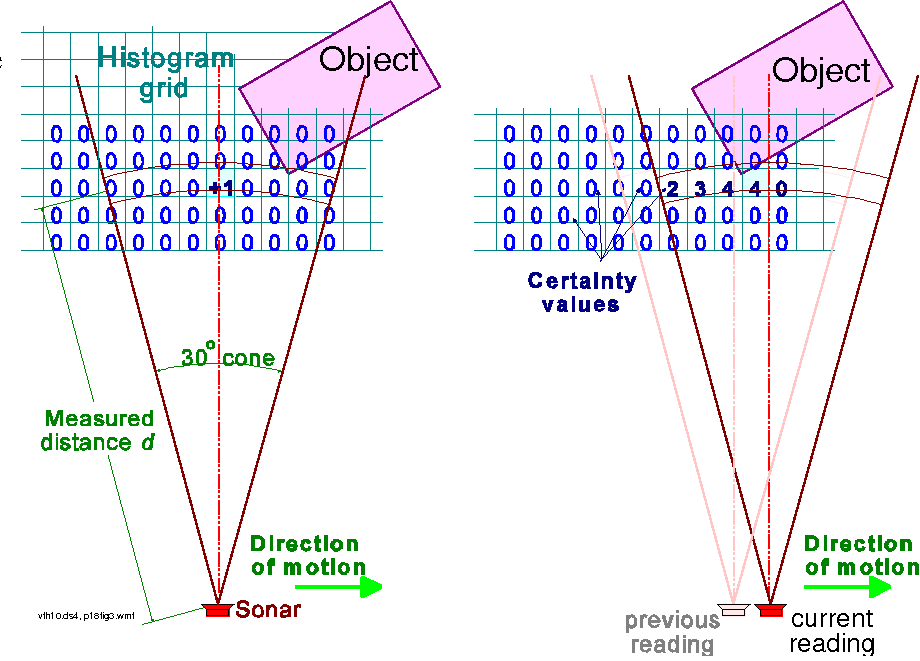 Histogram
grid
Object
0 0 0 0 0 0 0 0 0 0 0
0 0 0 0 0 0 0 0 0 0 0
0 0 0 0 0 0 +1 0 0 0 0
0 0 0 0 0 0 0 0 0 0 0
0 0 0 0 0 0 0 0 0 0 0
30° cone
Measured
distance d
Direction
of motion
Sonar
vfh10.ds4, p18fig3.wmf
Object
0 0 0 0 0 0 0 0 0 0 0
0 0 0 0 0 0 0 0 0 0 0
0 0 0 0 0 2 3 4 4 0
0 0 0 0 0 0 0 0 0 0 0
0 0 0 0 0 0 0 0 0 0 0
Certainty
values
Direction
of motion
previous
reading
current
reading